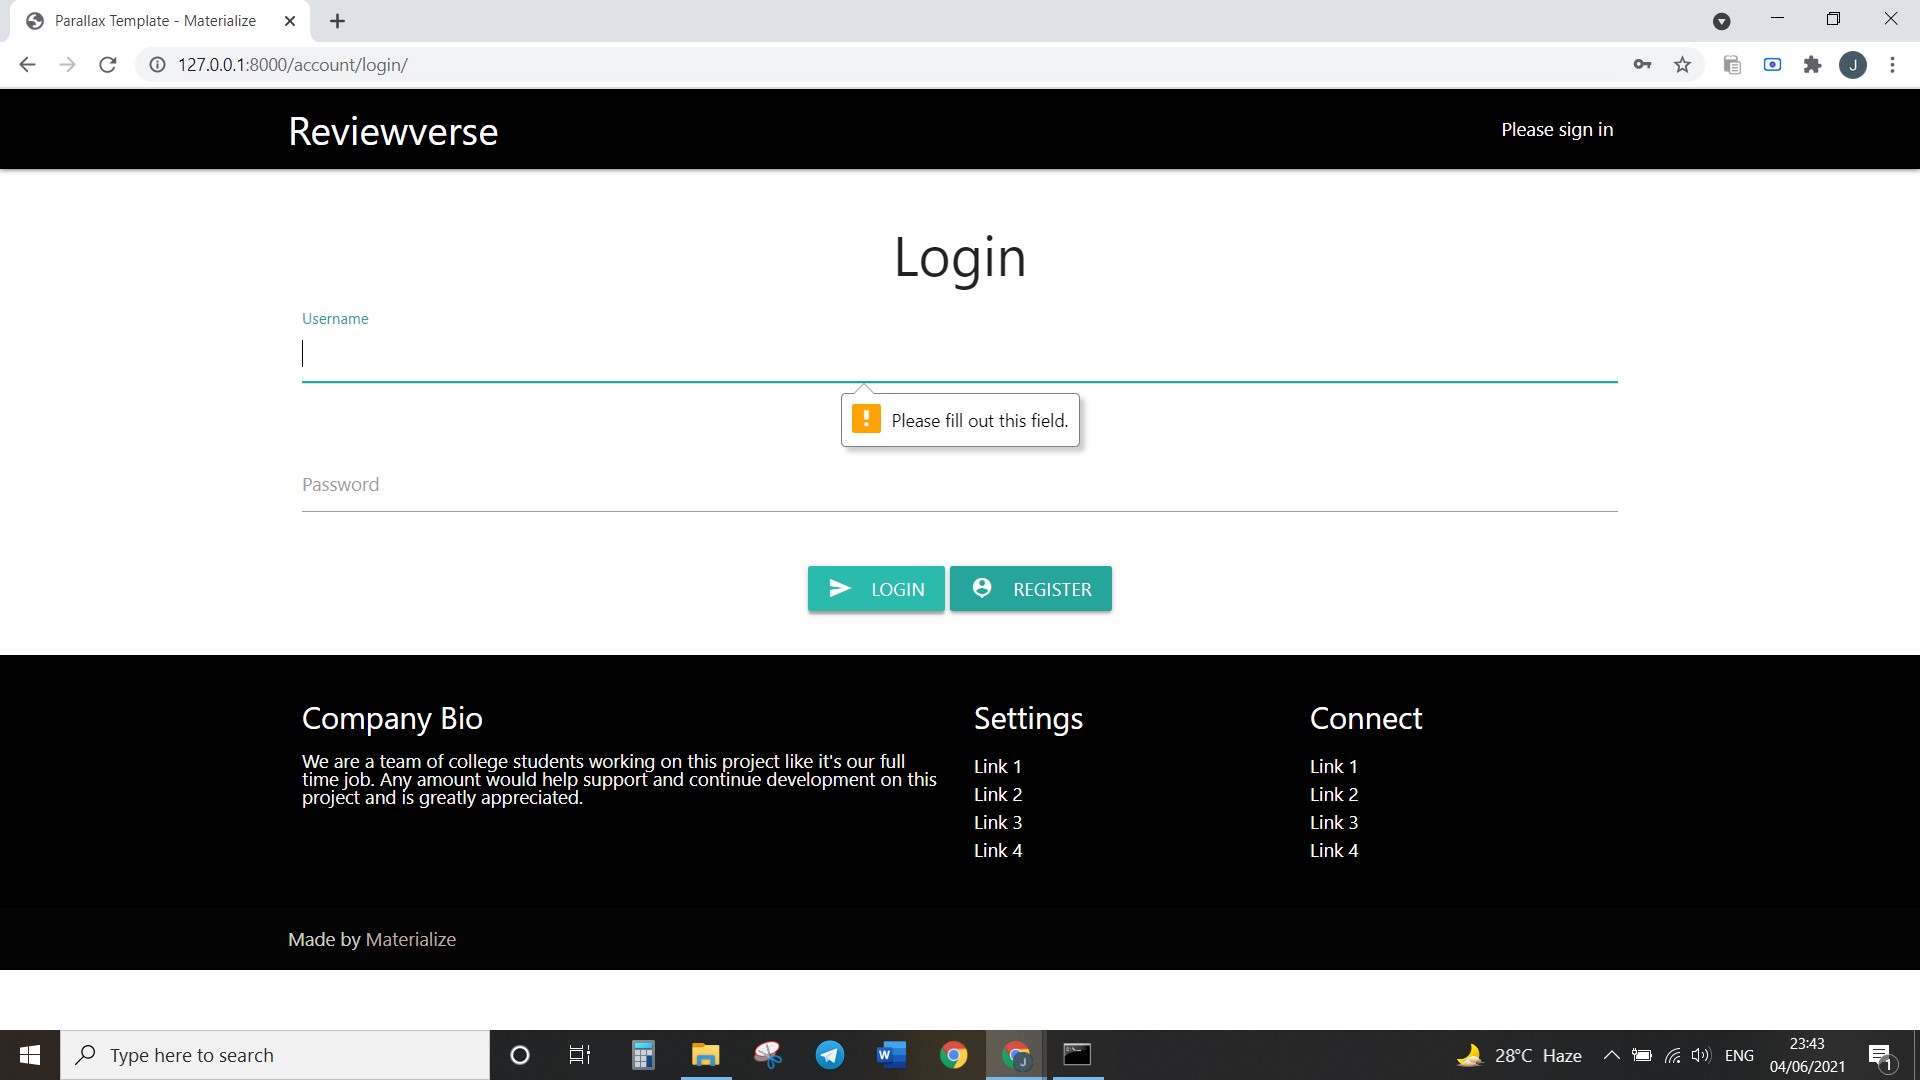 Parallax Template - Materialize
127.0.0.1:8000/account/login/
J
Reviewverse
Please sign in
Login
Username
Please fill out this field.
Password
LOGIN
REGISTER
Company Bio
We are a team of college students working on this project like it's our full
time job. Any amount would help support and continue development on this
project and is greatly appreciated.
Settings
Link 1
Link 2
Link 3
Link 4
Connect
Link 1
Link 2
Link 3
Link 4
Made by Materialize
Type here to search
W
J
28°C Haze
ENG
23:43
04/06/2021
1